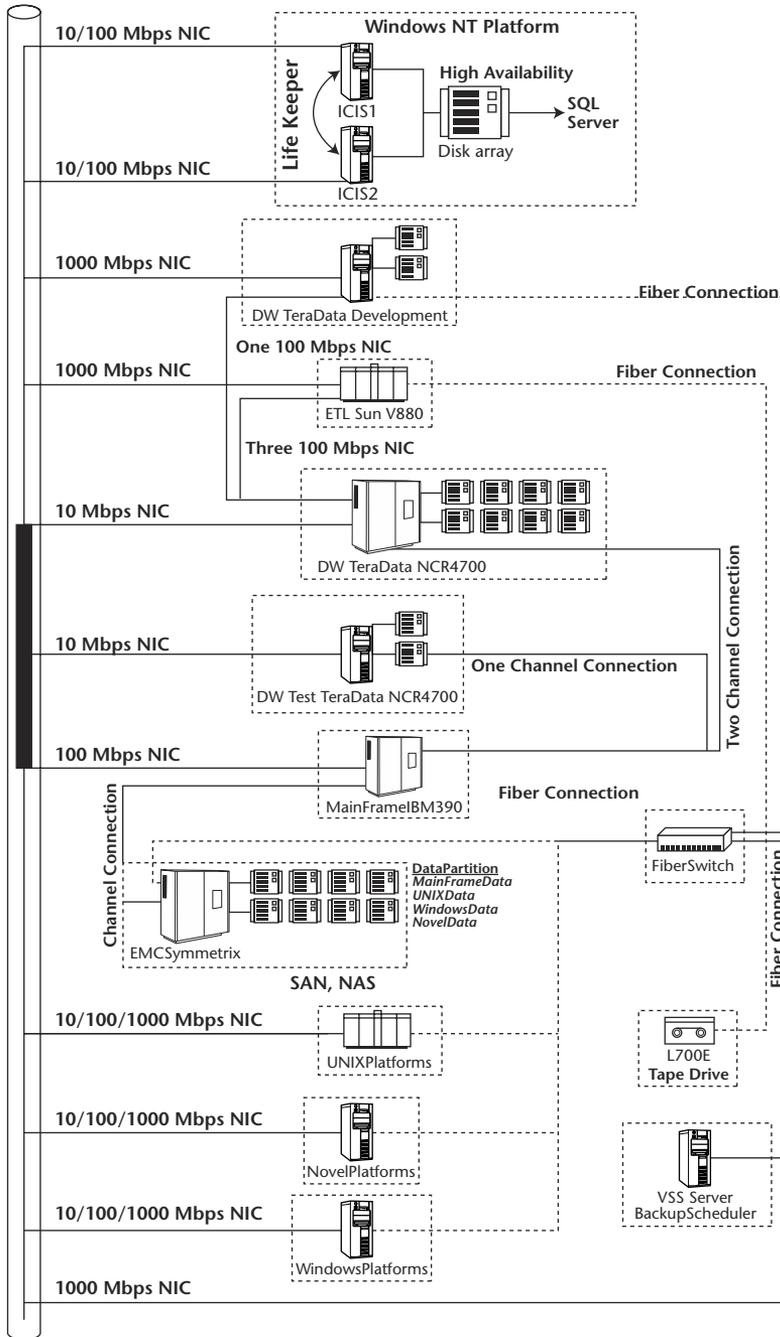 10/100 Mbps NIC
Windows NT Platform
Life Keeper
ICIS1
High Availability
Disk array
SQL
Server
10/100 Mbps NIC
ICIS2
1000 Mbps NIC
DW TeraData Development
Fiber Connection
One 100 Mbps NIC
1000 Mbps NIC
ETL Sun V880
Fiber Connection
Three 100 Mbps NIC
10 Mbps NIC
DW TeraData NCR4700
Two Channel Connection
10 Mbps NIC
One Channel Connection
DW Test TeraData NCR4700
100 Mbps NIC
MainFrameIBM390
Fiber Connection
Channel Connection
FiberSwitch
DataPartition
MainFrameData
UNIXData
WindowsData
NovelData
EMCSymmetrix
SAN, NAS
Fiber Connection
10/100/1000 Mbps NIC
UNIXPlatforms
L700E
Tape Drive
10/100/1000 Mbps NIC
NovelPlatforms
VSS Server
BackupScheduler
10/100/1000 Mbps NIC
WindowsPlatforms
1000 Mbps NIC